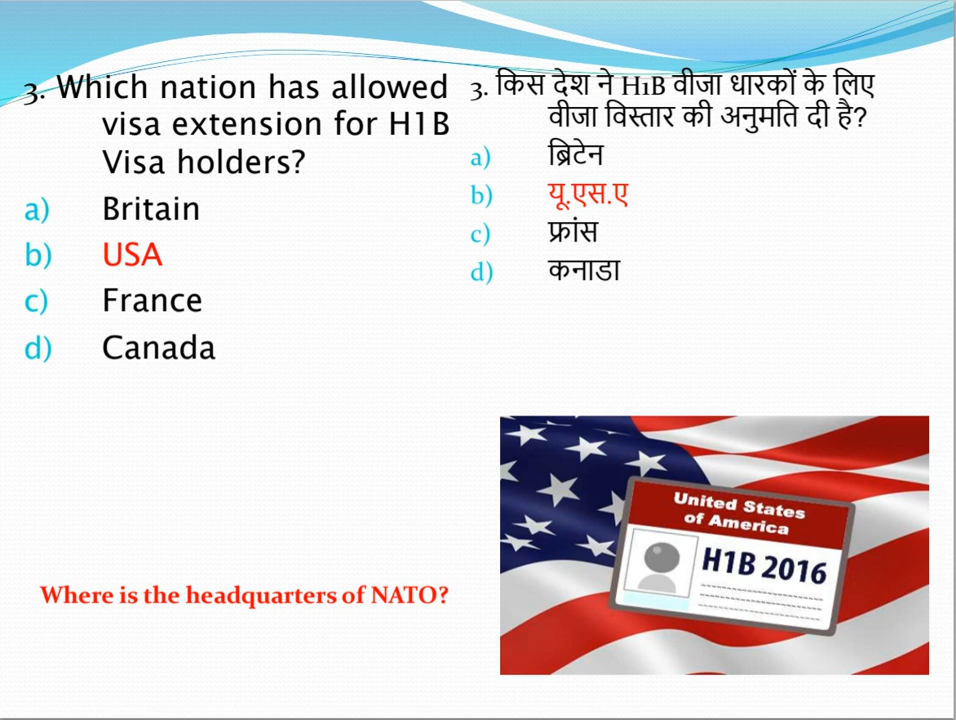 3. Which nation has allowed
visa extension for H1B
Visa holders?
a) Britain
b) USA
c) France
d) Canada
3. किस देश ने H1B वीजा धारकों के लिए
वीजा विस्तार की अनुमति दी है?
a) ब्रिटेन
b) यू.एस.ए
c) फ्रांस
d) कनाडा
Where is the headquarters of NATO?
United States
of America
H1B 2016